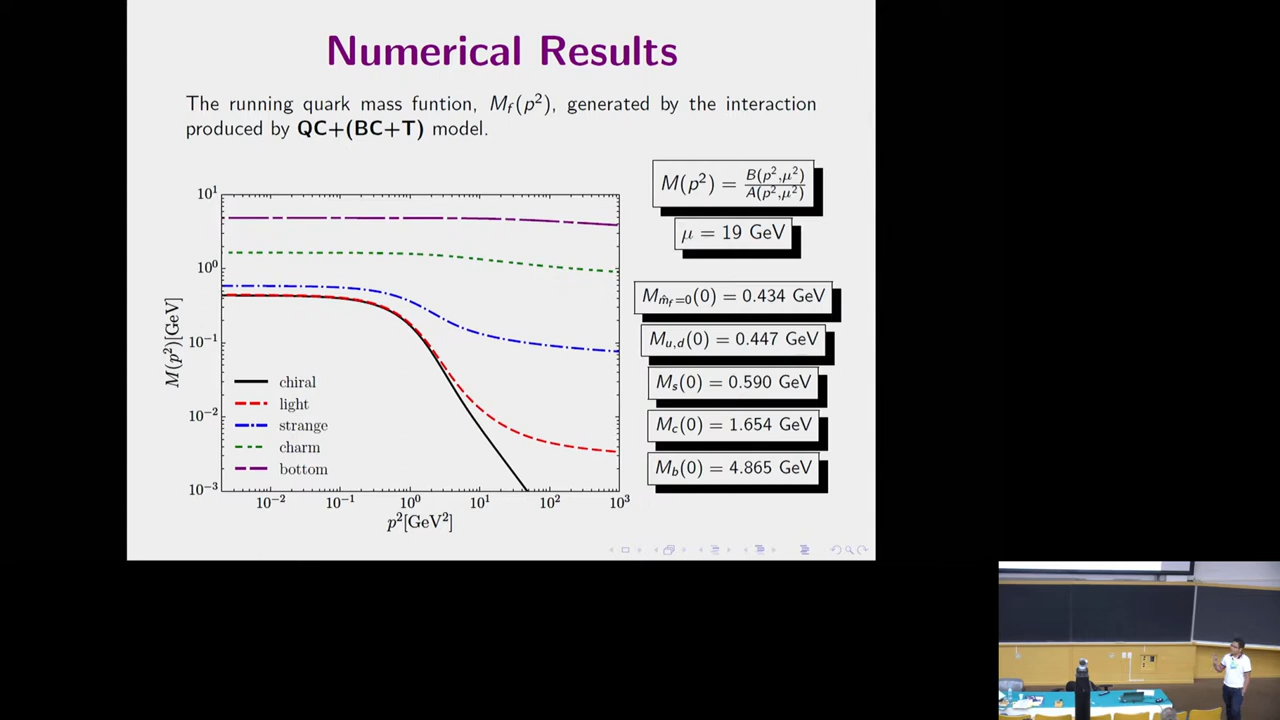 Numerical Results
The running quark mass funtion, M_f(p²), generated by the interaction
produced by QC+(BC+T) model.
M(p²) = B(p²,μ²)/A(p²,μ²)
μ = 19 GeV
M_{m̂_f=0}(0) = 0.434 GeV
M_{u,d}(0) = 0.447 GeV
M_s(0) = 0.590 GeV
M_c(0) = 1.654 GeV
M_b(0) = 4.865 GeV
M(p²)[GeV]
10¹
10⁰
10⁻¹
10⁻²
10⁻³
chiral
light
strange
charm
bottom
10⁻² 10⁻¹ 10⁰ 10¹ 10² 10³
p²[GeV²]